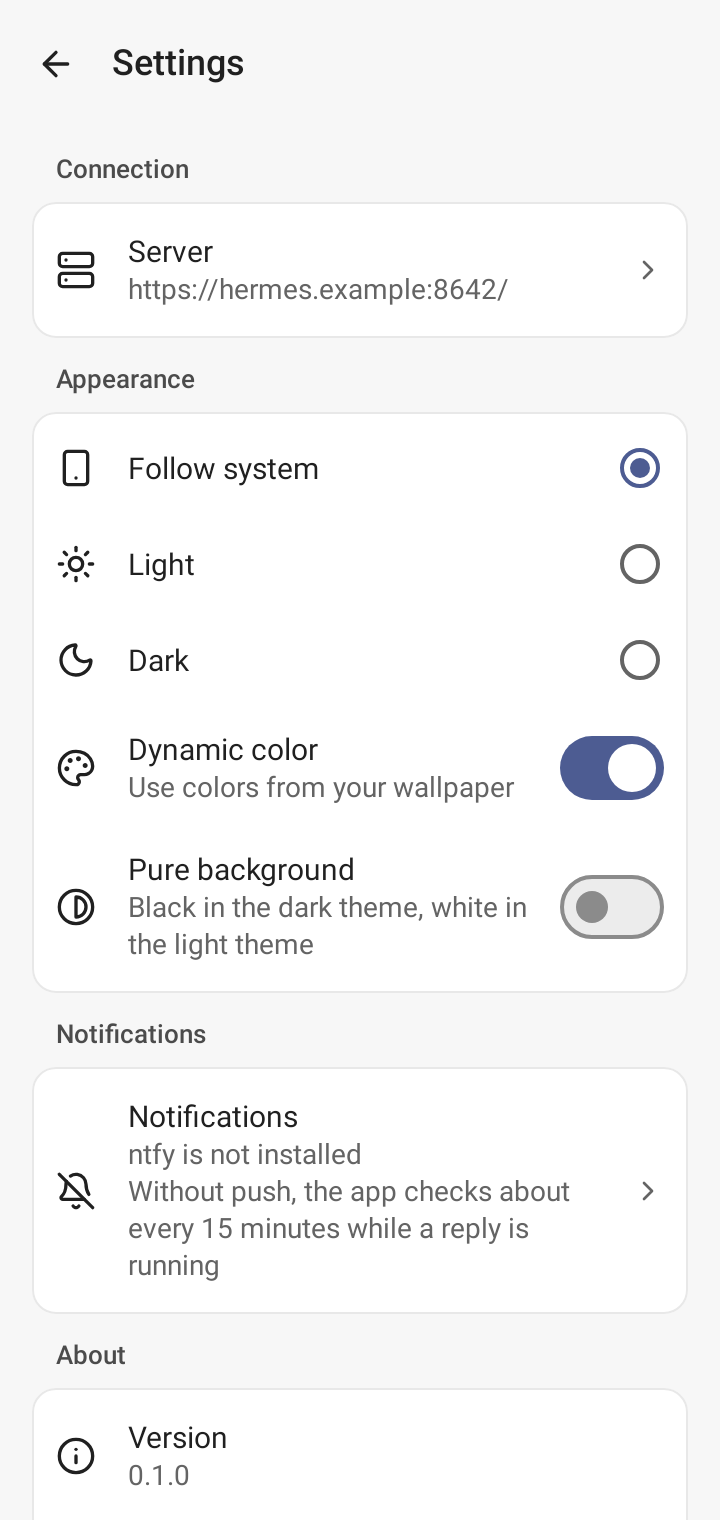 Settings
Connection
Server
https://hermes.example:8642/
Appearance
Follow system
Light
Dark
Dynamic color
Use colors from your wallpaper
Pure background
Black in the dark theme, white in
the light theme
Notifications
Notifications
ntfy is not installed
Without push, the app checks about
every 15 minutes while a reply is
running
About
Version
0.1.0